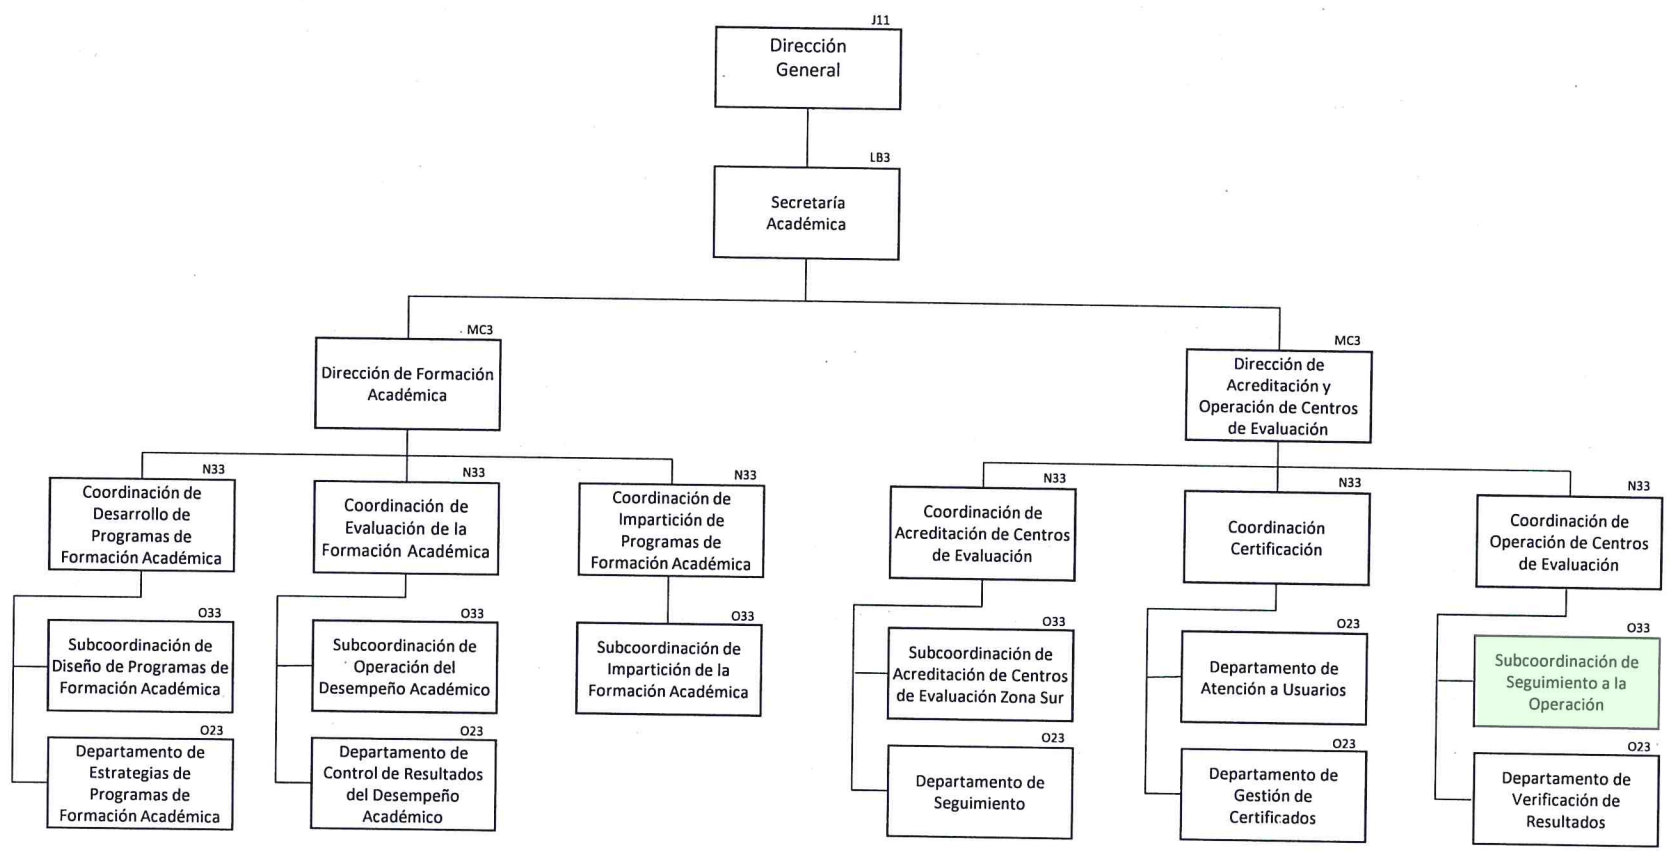 J11
Dirección
General
LB3
Secretaría
Académica
MC3
Dirección de Formación
Académica
MC3
Dirección de
Acreditación y
Operación de Centros
de Evaluación
N33
Coordinación de
Desarrollo de
Programas de
Formación Académica
N33
Coordinación de
Evaluación de la
Formación Académica
N33
Coordinación de
Impartición de
Programas de
Formación Académica
N33
Coordinación de
Acreditación de Centros
de Evaluación
N33
Coordinación
Certificación
N33
Coordinación de
Operación de Centros
de Evaluación
O33
Subcoordinación de
Diseño de Programas de
Formación Académica
O33
Subcoordinación de
Operación del
Desempeño Académico
O33
Subcoordinación de
Impartición de la
Formación Académica
O33
Subcoordinación de
Acreditación de Centros
de Evaluación Zona Sur
O23
Departamento de
Atención a Usuarios
O33
Subcoordinación de
Seguimiento a la
Operación
O23
Departamento de
Estrategias de
Programas de
Formación Académica
O23
Departamento de
Control de Resultados
del Desempeño
Académico
O23
Departamento de
Seguimiento
O23
Departamento de
Gestión de
Certificados
O23
Departamento de
Verificación de
Resultados